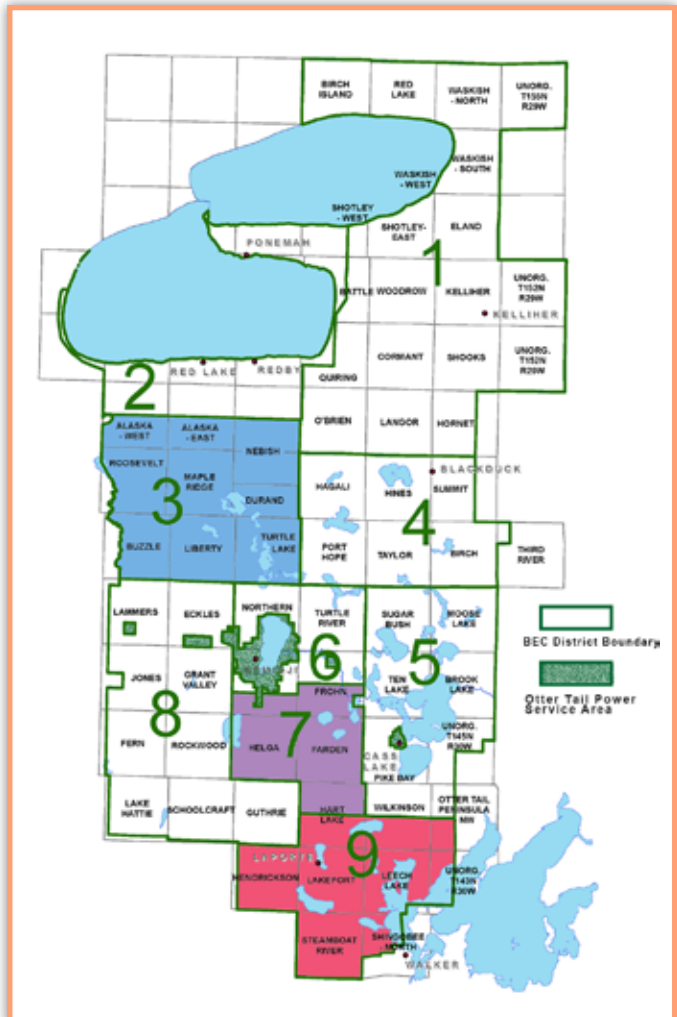 BIRCH
ISLAND
RED
LAKE
WASKISH
-NORTH
UNORG.
R29W
WASKISH
-SOUTH
WASKISH
-WEST
SHOTLEY
-WEST
SHOTLEY-
EAST
ELAND
1
PONEMAH
BATTLE
WOODROW
KELLIHER
UNORG.
T152N
R29W
KELLIHER
CORMANT
SHOOKS
UNORG.
T152N
R29W
RED LAKE
REDBY
QUIRING
2
O'BRIEN
LANGOR
HORNET
ALASKA
-WEST
ALASKA
-EAST
NEBISH
ROOSEVELT
MAPLE
RIDGE
DURAND
3
BUZZLE
LIBERTY
TURTLE
LAKE
BLACKDUCK
HAGALI
HINES
SUMMIT
4
PORT
HOPE
TAYLOR
BIRCH
THIRD
RIVER
LAMMERS
ECKLES
NORTHERN
TURTLE
RIVER
SUGAR
BUSH
MOOSE
LAKE
BEC District Boundary
6
5
JONES
GRANT
VALLEY
FROHN
TEN
LAKE
BROOK
LAKE
Otter Tail Power
Service Area
8
7
FERN
ROCKWOOD
HELGA
FARDEN
UNORG.
T145N
R30W
CASS
LAKE
PIKE BAY
LAKE
HATTIE
SCHOOLCRAFT
GUTHRIE
HART
LAKE
WILKINSON
OTTER TAIL
PENINSULA
NW
9
LAPORTE
HENDRICKSON
LAKEPORT
LEECH
LAKE
UNORG.
T143N
R30W
STEAMBOAT
RIVER
SHINGOBEE
-NORTH
WALKER